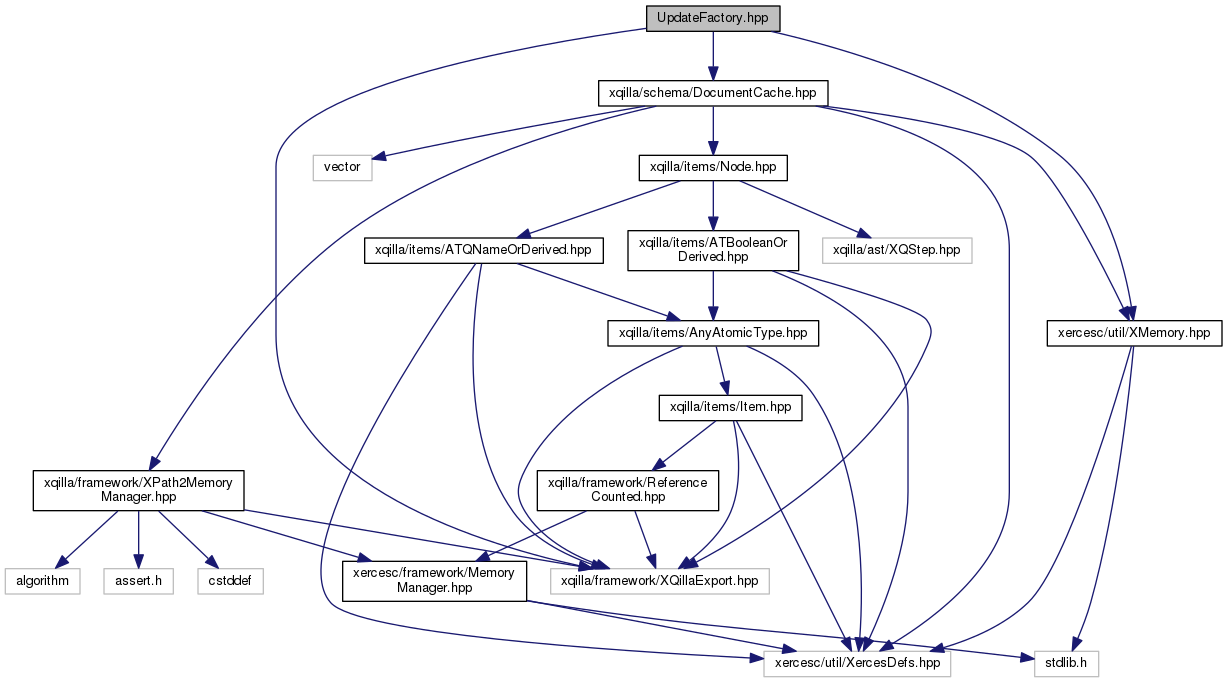 UpdateFactory.hpp
xqilla/schema/DocumentCache.hpp
vector
xqilla/items/Node.hpp
xqilla/items/ATQNameOrDerived.hpp
xqilla/items/ATBooleanOr
Derived.hpp
xqilla/ast/XQStep.hpp
xqilla/items/AnyAtomicType.hpp
xercesc/util/XMemory.hpp
xqilla/items/Item.hpp
xqilla/framework/XPath2Memory
Manager.hpp
xqilla/framework/Reference
Counted.hpp
algorithm
assert.h
cstddef
xercesc/framework/Memory
Manager.hpp
xqilla/framework/XQillaExport.hpp
xercesc/util/XercesDefs.hpp
stdlib.h